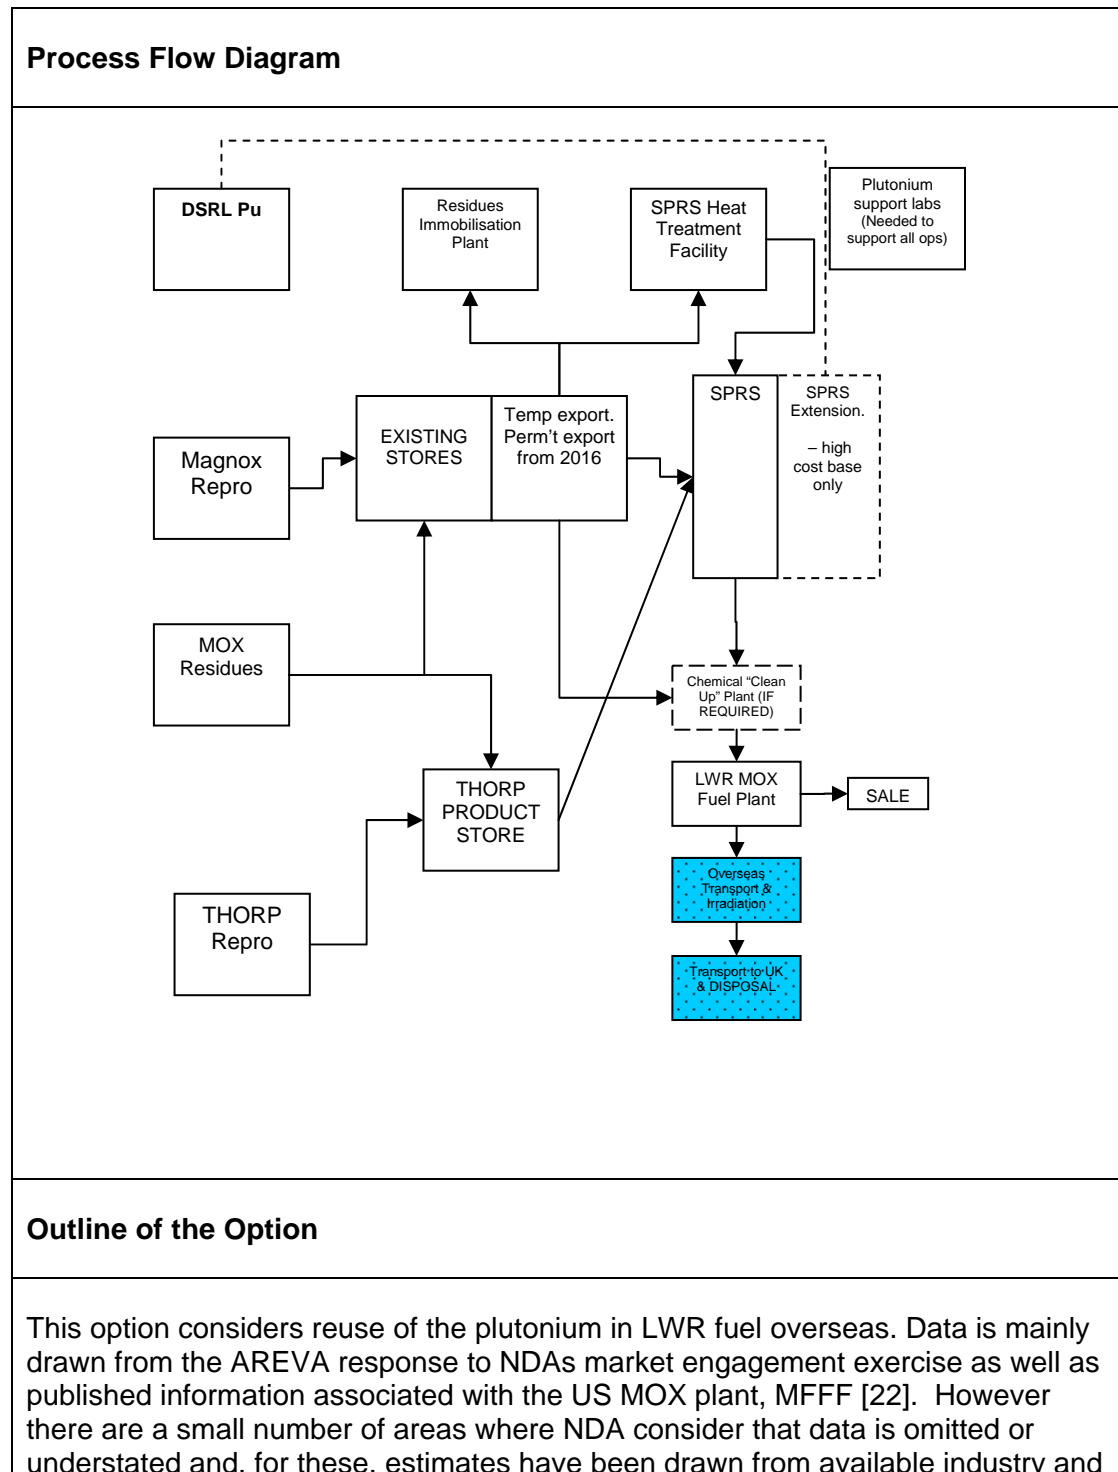 Process Flow Diagram
DSRL Pu
Residues
Immobilisation
Plant
SPRS Heat
Treatment
Facility
Plutonium
support labs
(Needed to
support all ops)
EXISTING
STORES
Temp export.
Perm't export
from 2016
SPRS
SPRS
Extension.
– high
cost base
only
Magnox
Repro
MOX
Residues
Chemical “Clean
Up” Plant (IF
REQUIRED)
THORP
PRODUCT
STORE
LWR MOX
Fuel Plant
SALE
Overseas
Transport &
Irradiation
THORP
Repro
Transport to UK
& DISPOSAL
Outline of the Option
This option considers reuse of the plutonium in LWR fuel overseas. Data is mainly
drawn from the AREVA response to NDAs market engagement exercise as well as
published information associated with the US MOX plant, MFFF [22]. However
there are a small number of areas where NDA consider that data is omitted or
understated and, for these, estimates have been drawn from available industry and